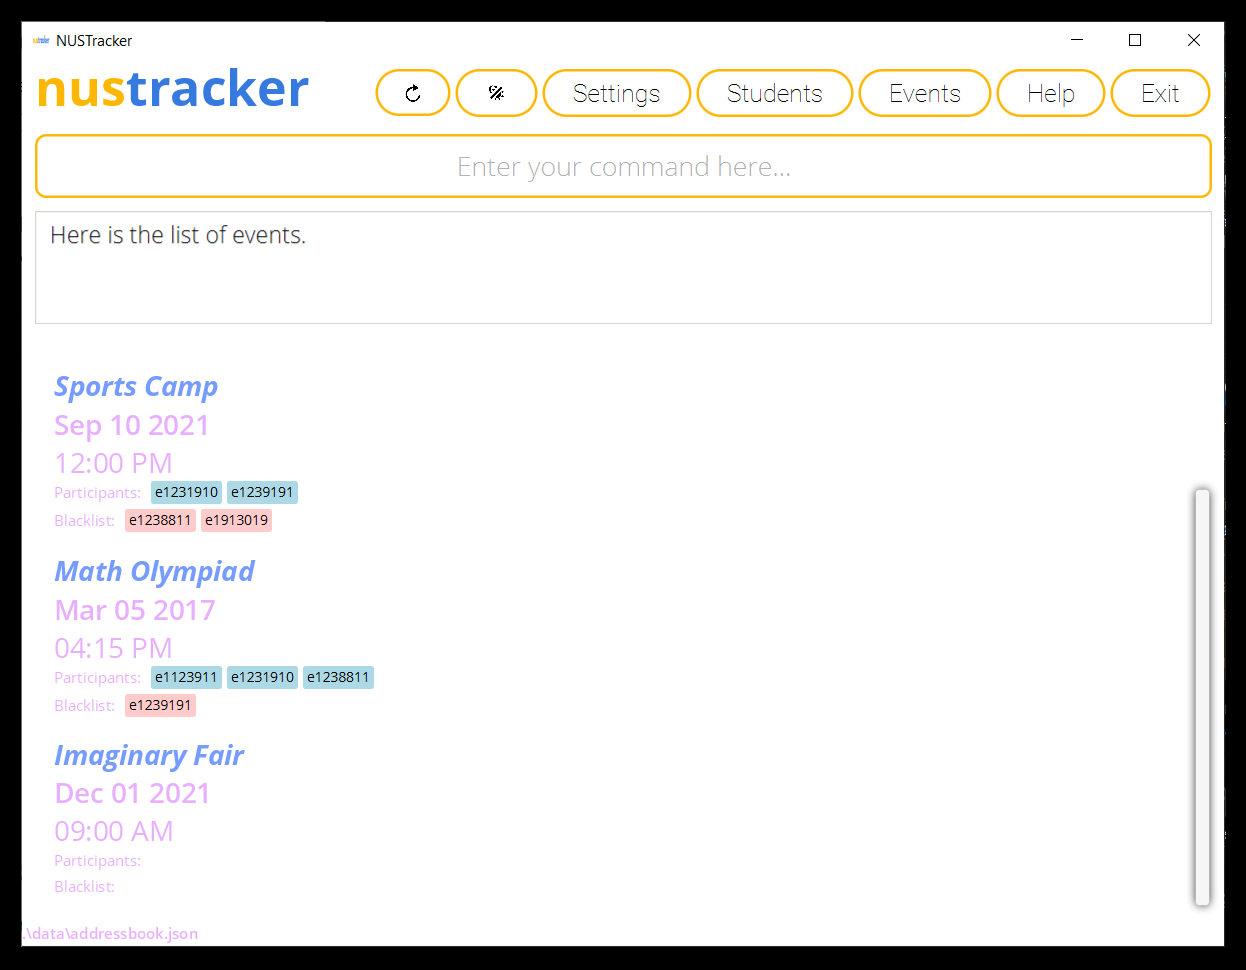 NUSTracker
nustracker
Settings Students Events Help Exit
Enter your command here...
Here is the list of events.
Sports Camp
Sep 10 2021
12:00 PM
Participants: e1231910 e1239191
Blacklist: e1238811 e1913019
Math Olympiad
Mar 05 2017
04:15 PM
Participants: e1123911 e1231910 e1238811
Blacklist: e1239191
Imaginary Fair
Dec 01 2021
09:00 AM
Participants:
Blacklist:
.\data\addressbook.json